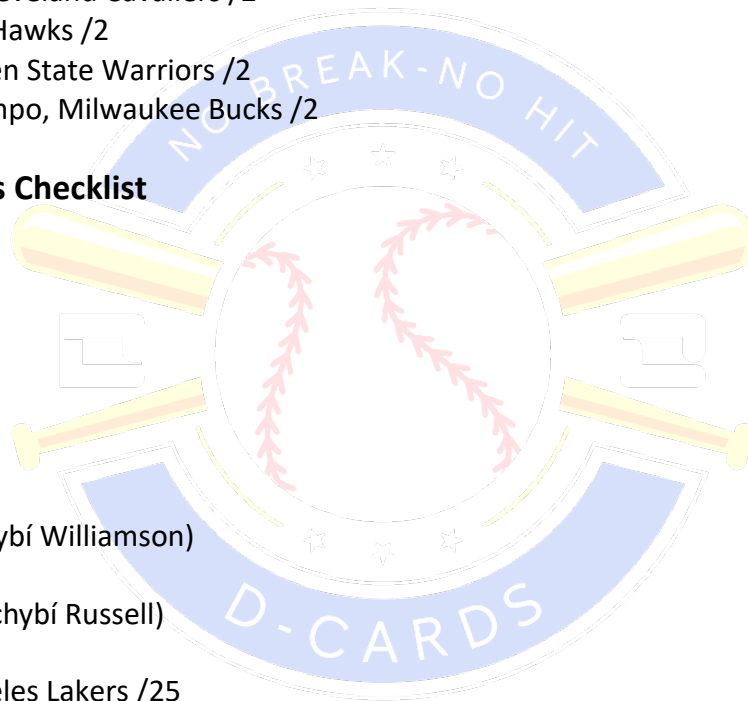 Hawks /2
en State Warriors /2
npo, Milwaukee Bucks /2
NO BREAK-NO HIT
s Checklist
ybí Williamson)
chybí Russell)
D-CARDS
eles Lakers /25